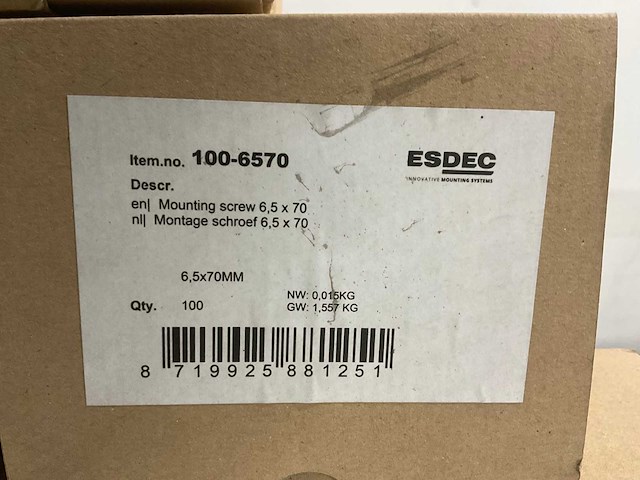 Item.no. 100-6570
ESDEC
INNOVATIVE MOUNTING SYSTEMS
Descr.
en| Mounting screw 6,5 x 70
nl| Montage schroef 6,5 x 70
6,5x70MM
Qty. 100
NW: 0,015KG
GW: 1,557 KG
8 719925 881251